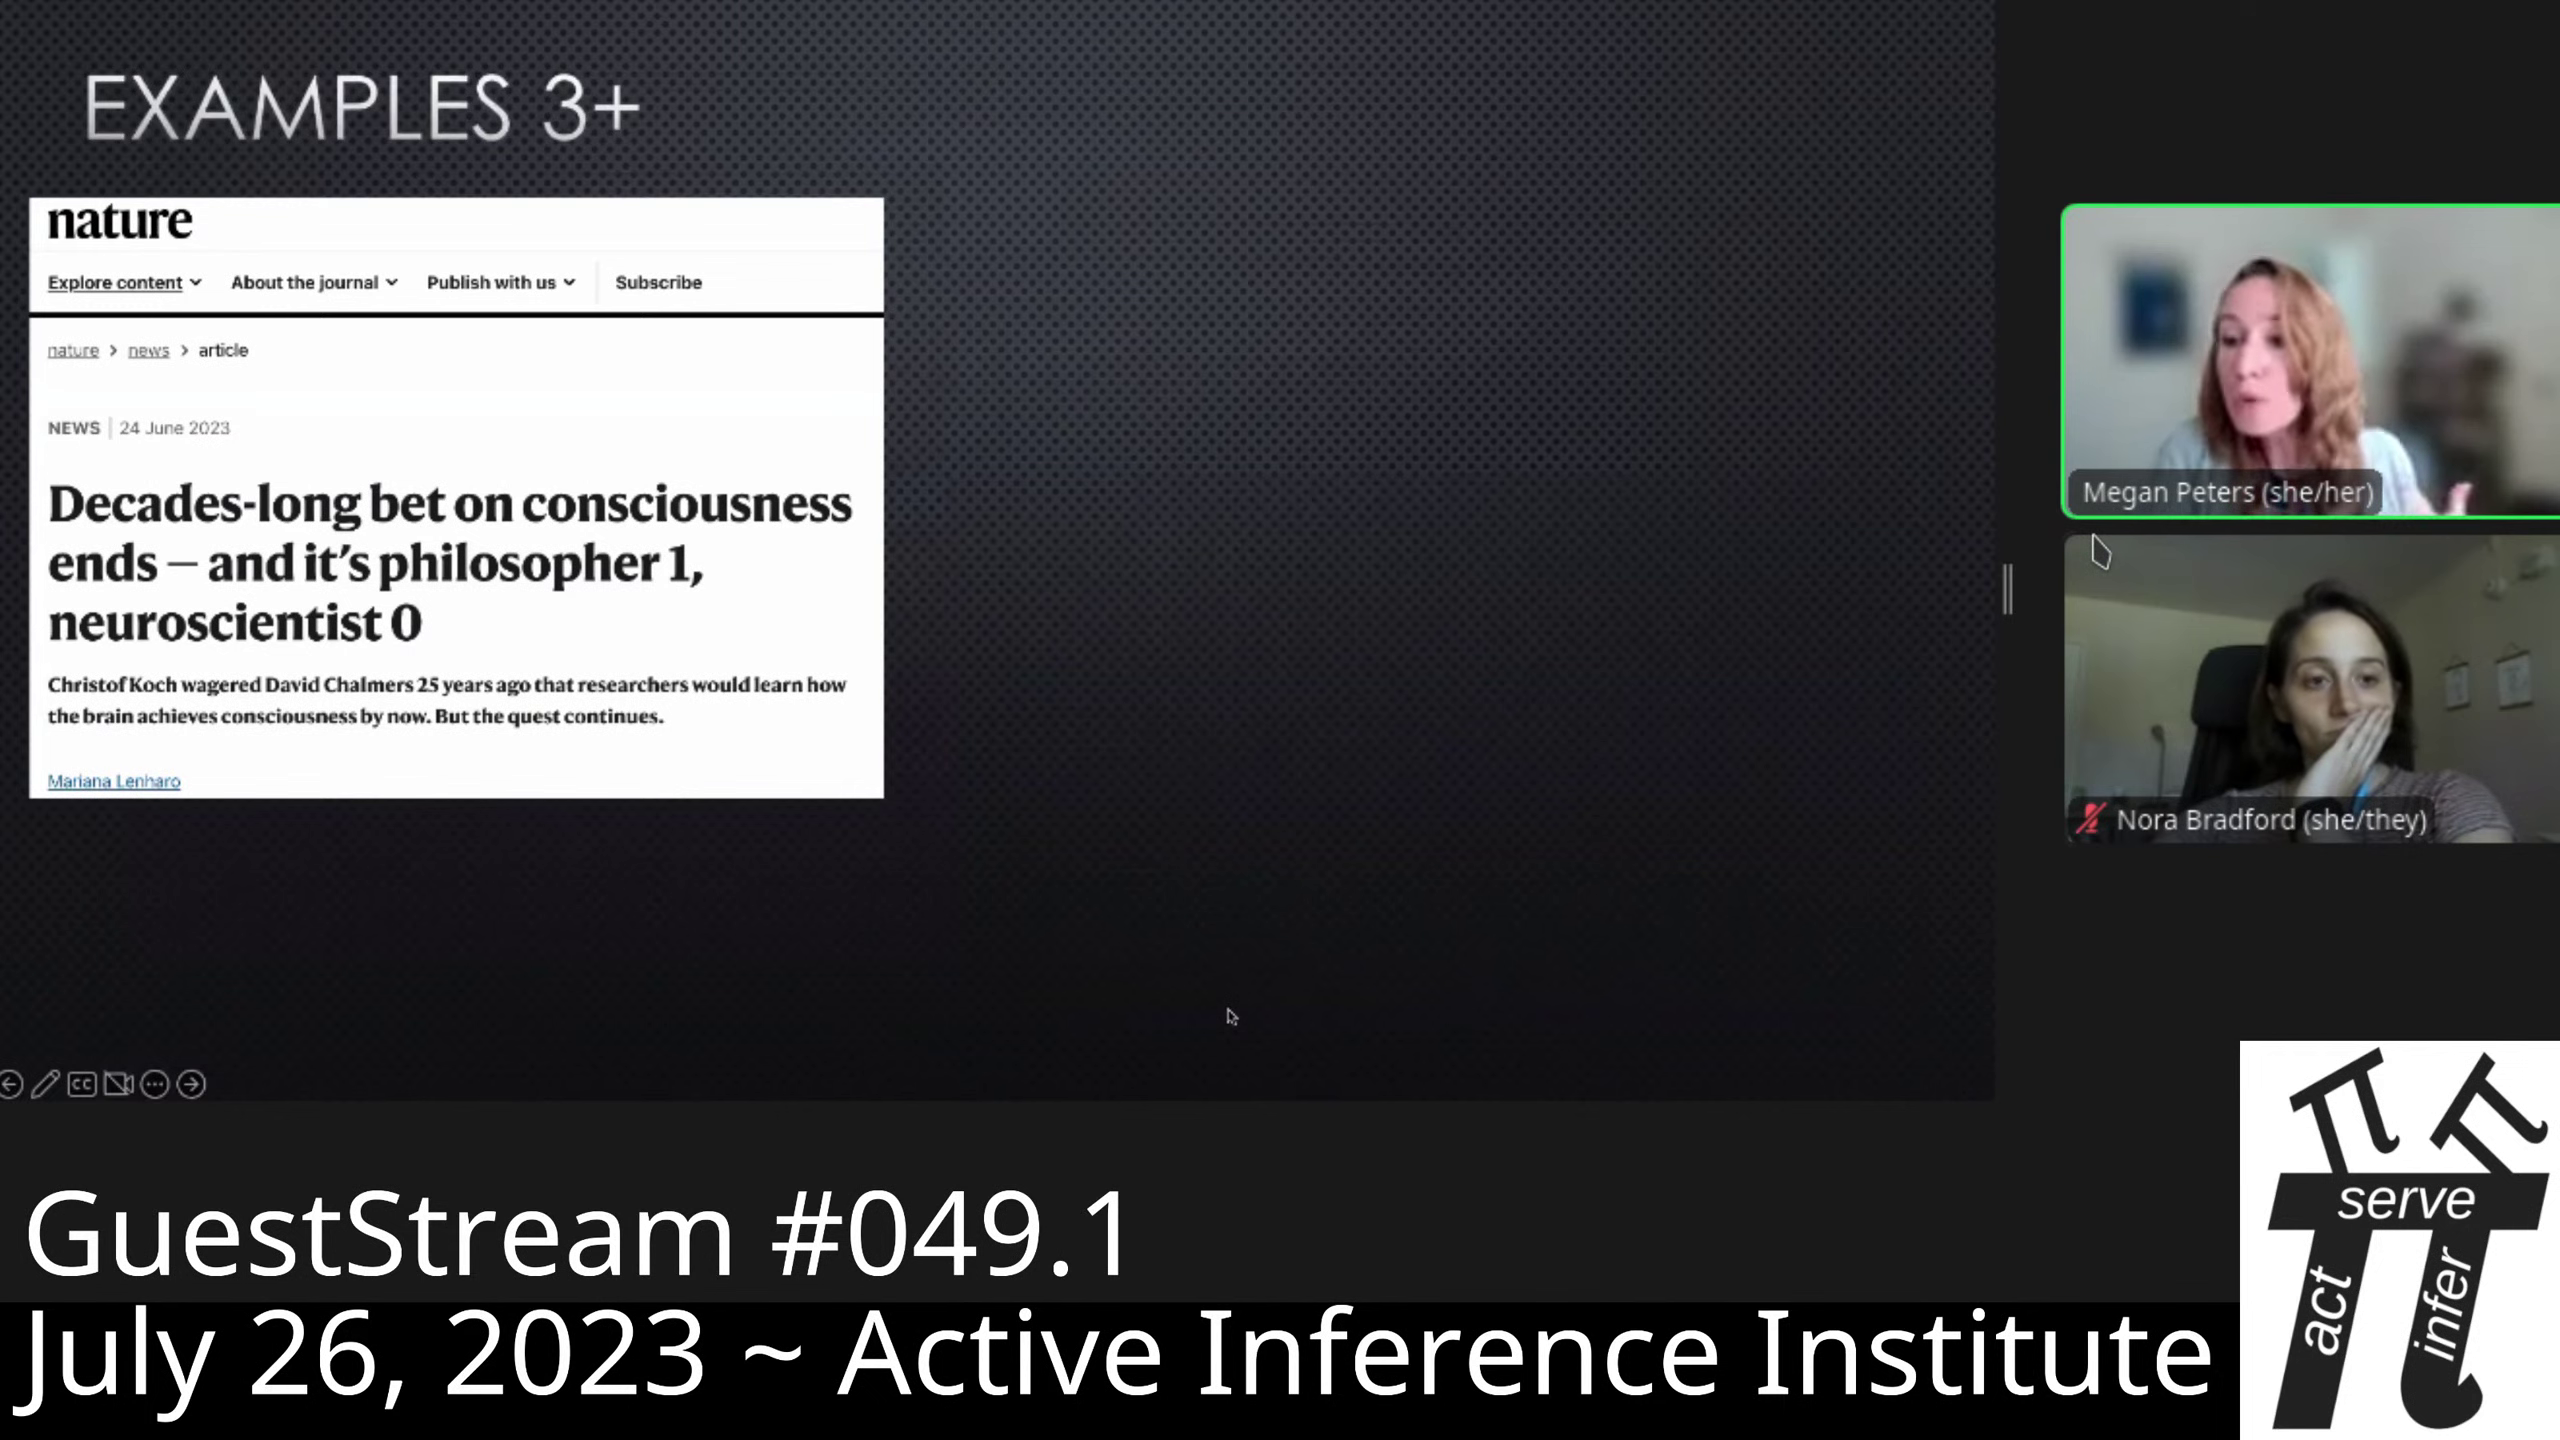 EXAMPLES 3+
nature
Explore content About the journal Publish with us Subscribe
nature > news > article
NEWS | 24 June 2023
Decades-long bet on consciousness
ends — and it’s philosopher 1,
neuroscientist 0
Christof Koch wagered David Chalmers 25 years ago that researchers would learn how
the brain achieves consciousness by now. But the quest continues.
Mariana Lenharo
CC
Megan Peters (she/her)
Nora Bradford (she/they)
GuestStream #049.1
July 26, 2023 ~ Active Inference Institute
serve
act
infer